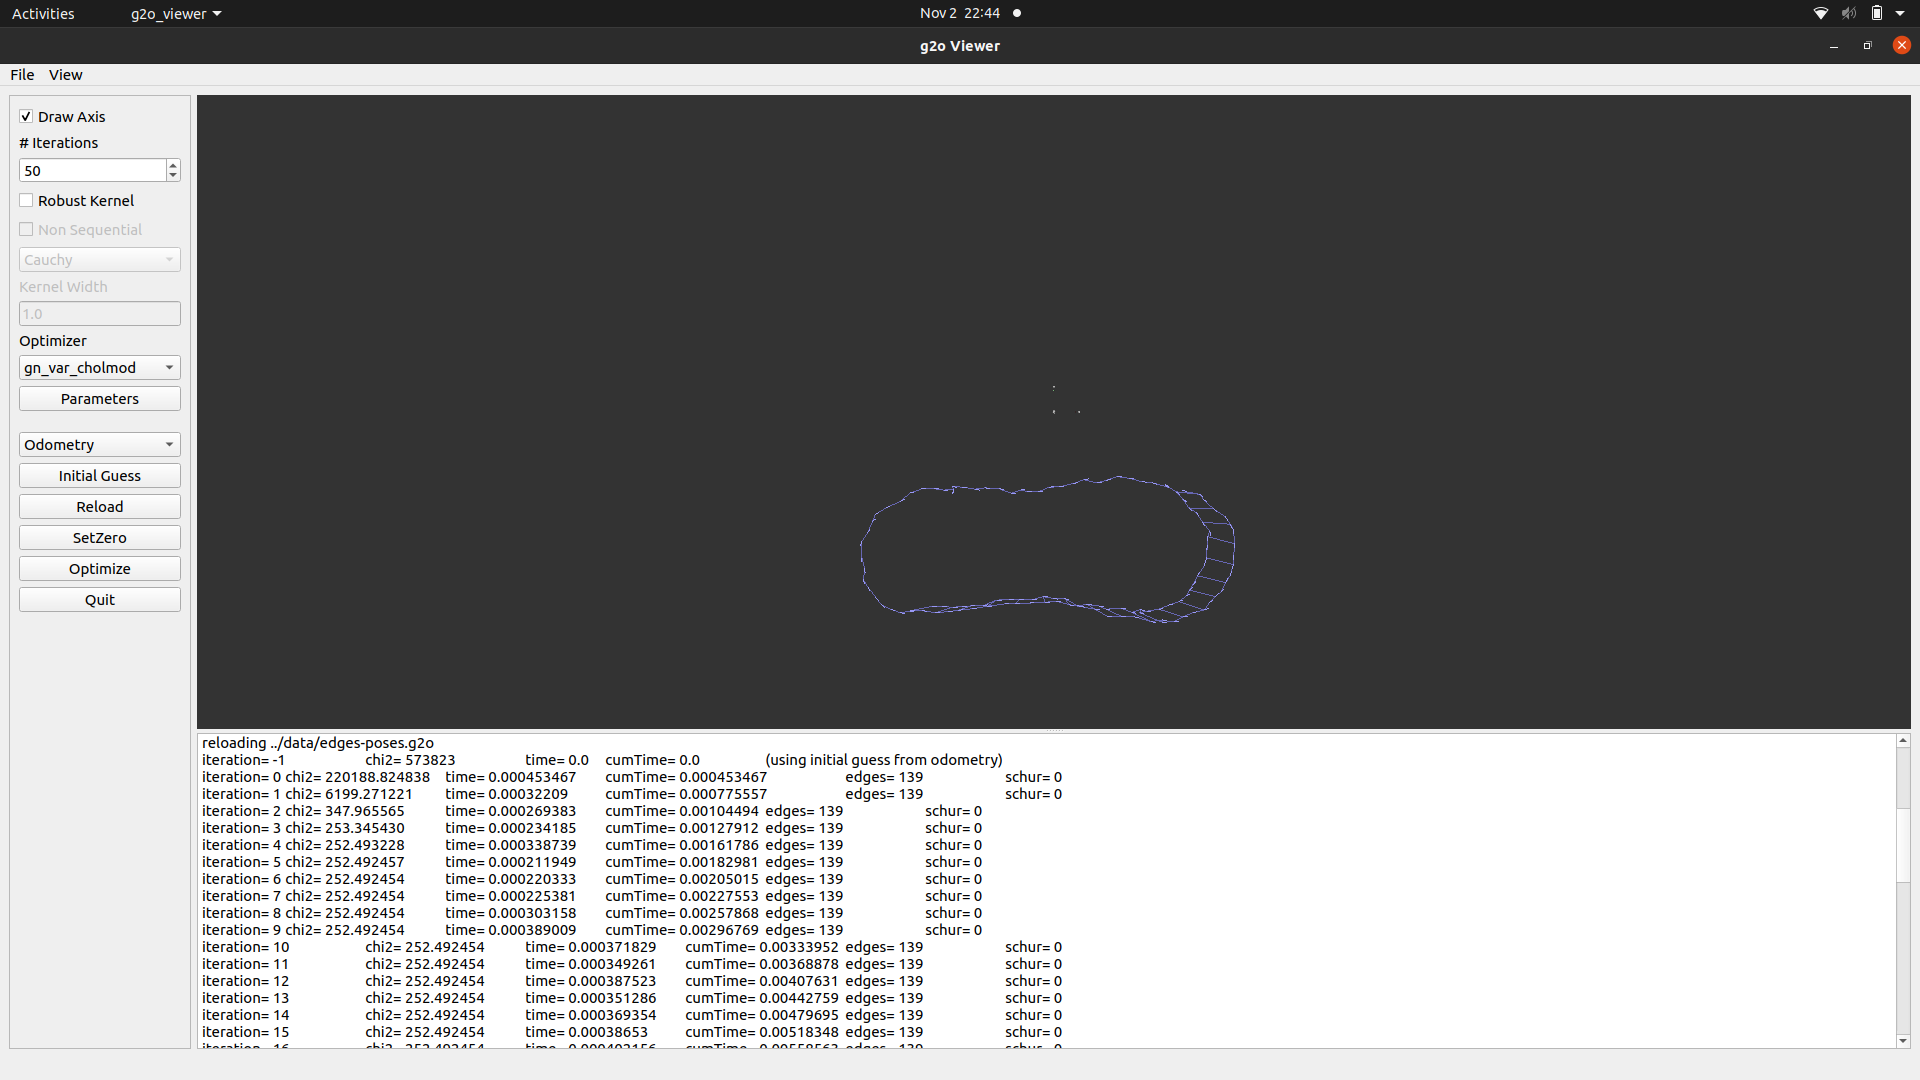 Activities g2o_viewer Nov 2 22:44
g2o Viewer
File View
Draw Axis
# Iterations
50
Robust Kernel
Non Sequential
Cauchy
Kernel Width
1.0
Optimizer
gn_var_cholmod
Parameters
Odometry
Initial Guess
Reload
SetZero
Optimize
Quit
reloading ../data/edges-poses.g2o
iteration= -1 chi2= 573823 time= 0.0 cumTime= 0.0 (using initial guess from odometry)
iteration= 0 chi2= 220188.824838 time= 0.000453467 cumTime= 0.000453467 edges= 139 schur= 0
iteration= 1 chi2= 6199.271221 time= 0.00032209 cumTime= 0.000775557 edges= 139 schur= 0
iteration= 2 chi2= 347.965565 time= 0.000269383 cumTime= 0.00104494 edges= 139 schur= 0
iteration= 3 chi2= 253.345430 time= 0.000234185 cumTime= 0.00127912 edges= 139 schur= 0
iteration= 4 chi2= 252.493228 time= 0.000338739 cumTime= 0.00161786 edges= 139 schur= 0
iteration= 5 chi2= 252.492457 time= 0.000211949 cumTime= 0.00182981 edges= 139 schur= 0
iteration= 6 chi2= 252.492454 time= 0.000220333 cumTime= 0.00205015 edges= 139 schur= 0
iteration= 7 chi2= 252.492454 time= 0.000225381 cumTime= 0.00227553 edges= 139 schur= 0
iteration= 8 chi2= 252.492454 time= 0.000303158 cumTime= 0.00257868 edges= 139 schur= 0
iteration= 9 chi2= 252.492454 time= 0.000389009 cumTime= 0.00296769 edges= 139 schur= 0
iteration= 10 chi2= 252.492454 time= 0.000371829 cumTime= 0.00333952 edges= 139 schur= 0
iteration= 11 chi2= 252.492454 time= 0.000349261 cumTime= 0.00368878 edges= 139 schur= 0
iteration= 12 chi2= 252.492454 time= 0.000387523 cumTime= 0.00407631 edges= 139 schur= 0
iteration= 13 chi2= 252.492454 time= 0.000351286 cumTime= 0.00442759 edges= 139 schur= 0
iteration= 14 chi2= 252.492454 time= 0.000369354 cumTime= 0.00479695 edges= 139 schur= 0
iteration= 15 chi2= 252.492454 time= 0.00038653 cumTime= 0.00518348 edges= 139 schur= 0